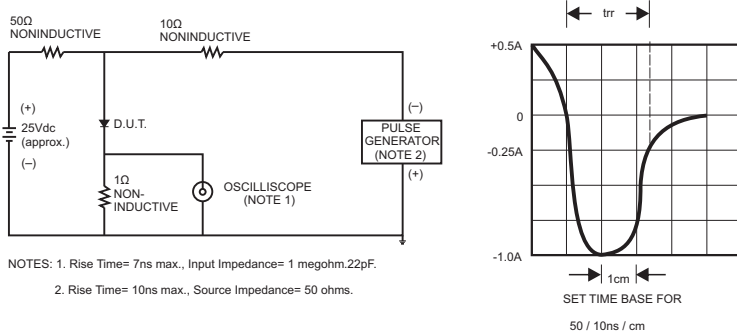 50Ω
NONINDUCTIVE
10Ω
NONINDUCTIVE
(+)
25Vdc
(approx.)
(–)
D.U.T.
1Ω
NON-
INDUCTIVE
OSCILLISCOPE
(NOTE 1)
(–)
PULSE
GENERATOR
(NOTE 2)
(+)
NOTES: 1. Rise Time= 7ns max., Input Impedance= 1 megohm.22pF.
2. Rise Time= 10ns max., Source Impedance= 50 ohms.
trr
+0.5A
0
-0.25A
-1.0A
1cm
SET TIME BASE FOR
50 / 10ns / cm